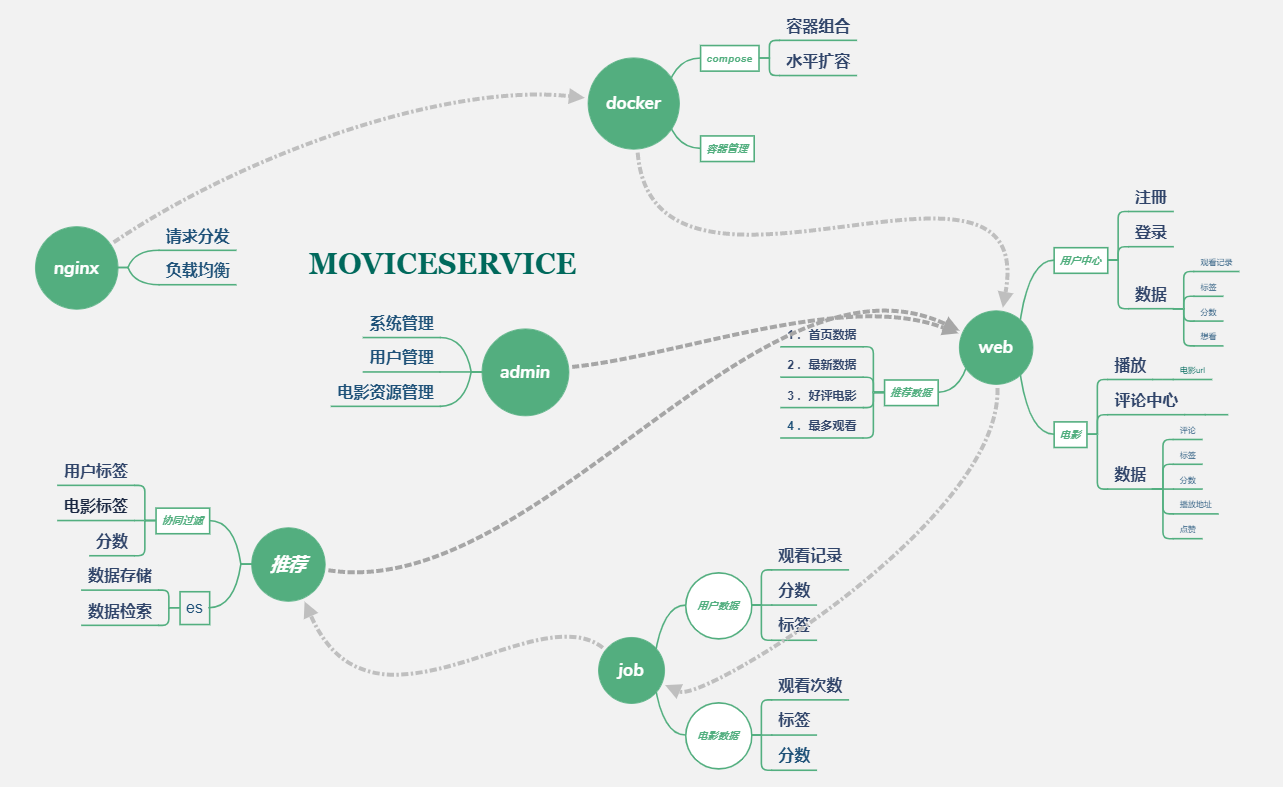 MOVICESERVICE
nginx
请求分发
负载均衡
docker
compose
容器组合
水平扩容
容器管理
web
用户中心
注册
登录
数据
观看记录
标签
分数
想看
电影
播放
电影url
评论中心
数据
评论
标签
分数
播放地址
点赞
推荐数据
1 . 首页数据
2 . 最新数据
3 . 好评电影
4 . 最多观看
admin
系统管理
用户管理
电影资源管理
推荐
协同过滤
用户标签
电影标签
分数
es
数据存储
数据检索
job
用户数据
观看记录
分数
标签
电影数据
观看次数
标签
分数